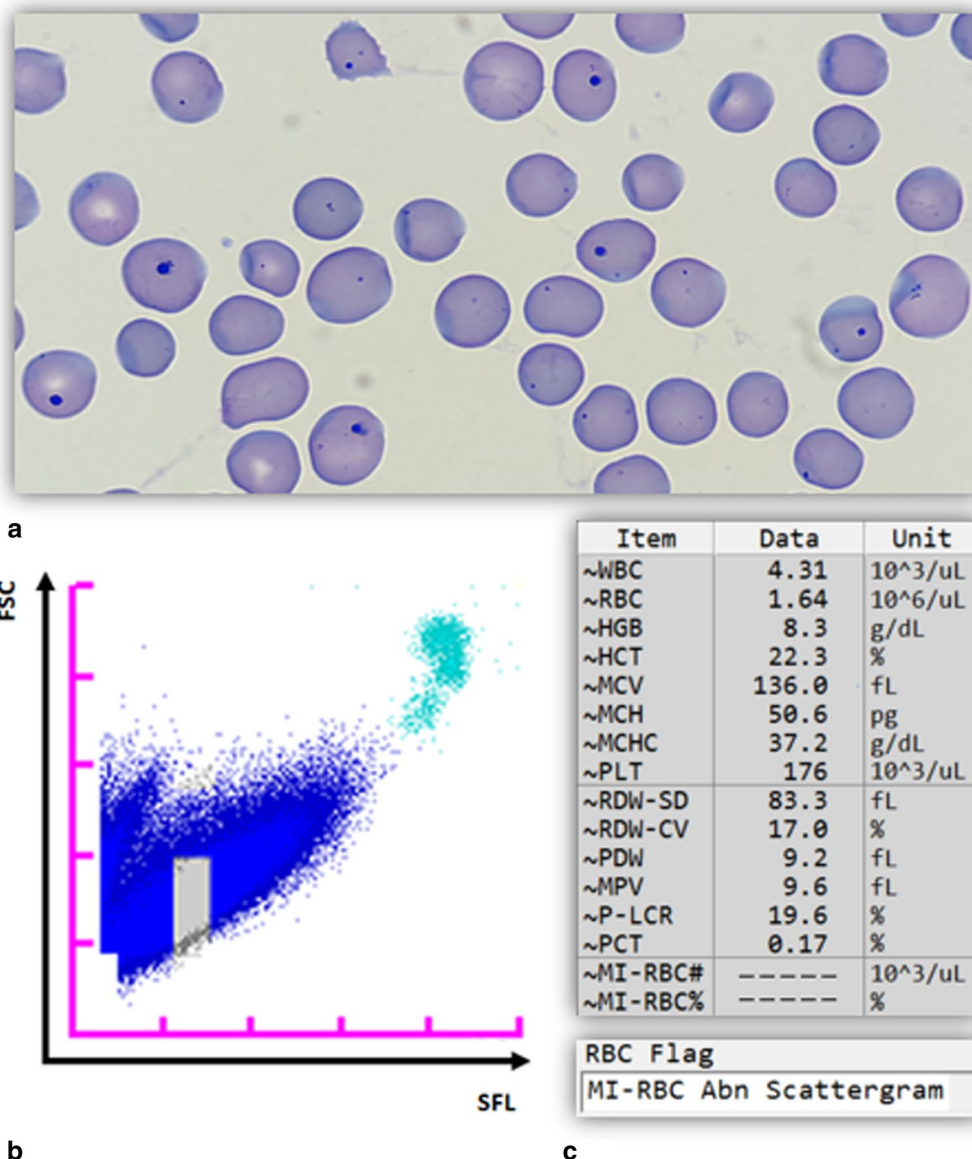 a
FSC
SFL
b
Item Data Unit
~WBC 4.31 10^3/uL
~RBC 1.64 10^6/uL
~HGB 8.3 g/dL
~HCT 22.3 %
~MCV 136.0 fL
~MCH 50.6 pg
~MCHC 37.2 g/dL
~PLT 176 10^3/uL
~RDW-SD 83.3 fL
~RDW-CV 17.0 %
~PDW 9.2 fL
~MPV 9.6 fL
~P-LCR 19.6 %
~PCT 0.17 %
~MI-RBC# ----- 10^3/uL
~MI-RBC% ----- %
RBC Flag
MI-RBC Abn Scattergram
c